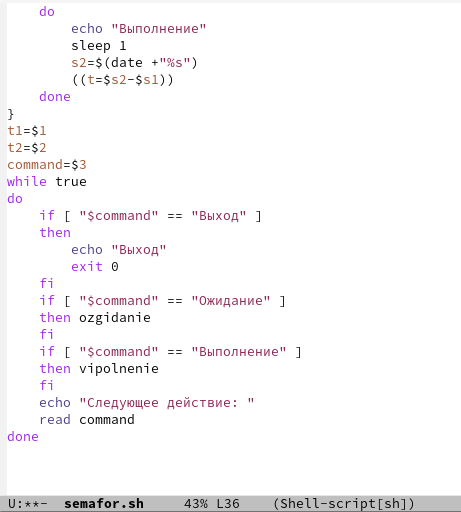 do
        echo "Выполнение"
        sleep 1
        s2=$(date +"%s")
        ((t=$s2-$s1))
    done
}
t1=$1
t2=$2
command=$3
while true
do
    if [ "$command" == "Выход" ]
    then
        echo "Выход"
        exit 0
    fi
    if [ "$command" == "Ожидание" ]
    then ozgidanie
    fi
    if [ "$command" == "Выполнение" ]
    then vipolnenie
    fi
    echo "Следующее действие: "
    read command
done
U:**-  semafor.sh     43% L36    (Shell-script[sh])